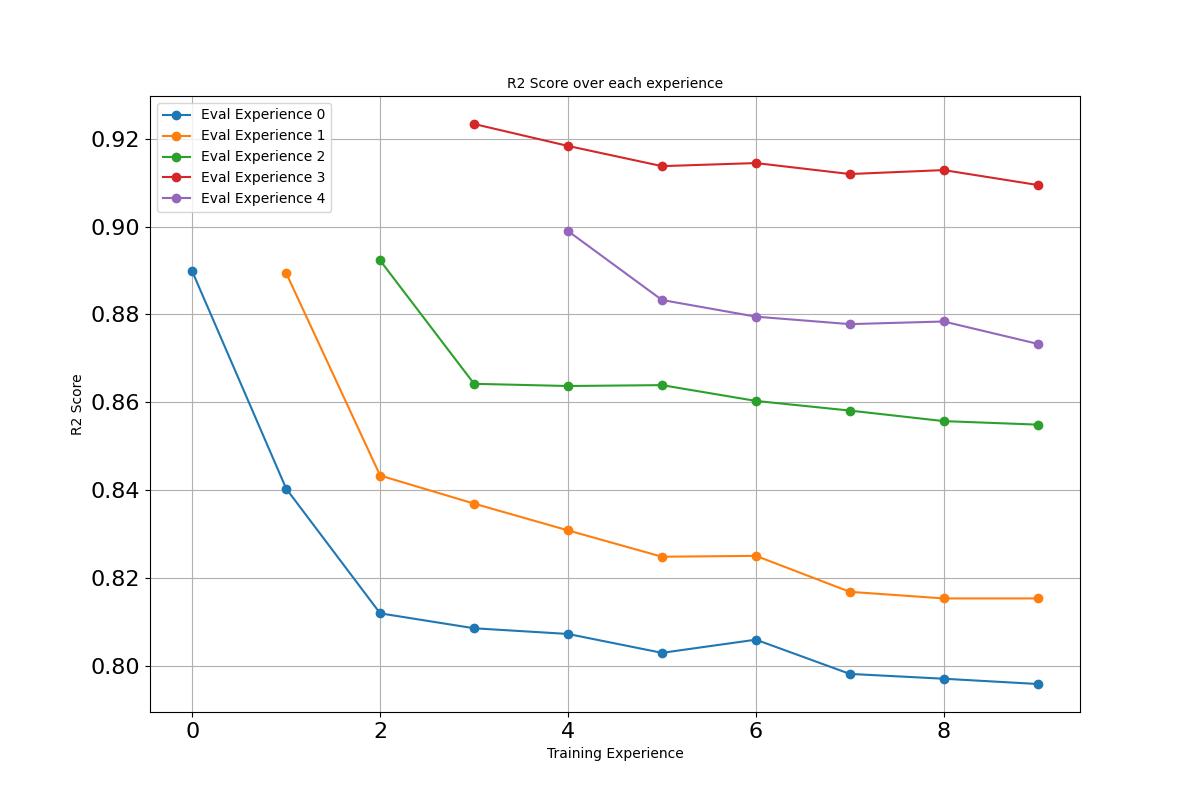 R2 Score over each experience
Eval Experience 0
Eval Experience 1
Eval Experience 2
Eval Experience 3
Eval Experience 4
0.92
0.90
0.88
0.86
0.84
0.82
0.80
R2 Score
0 2 4 6 8
Training Experience